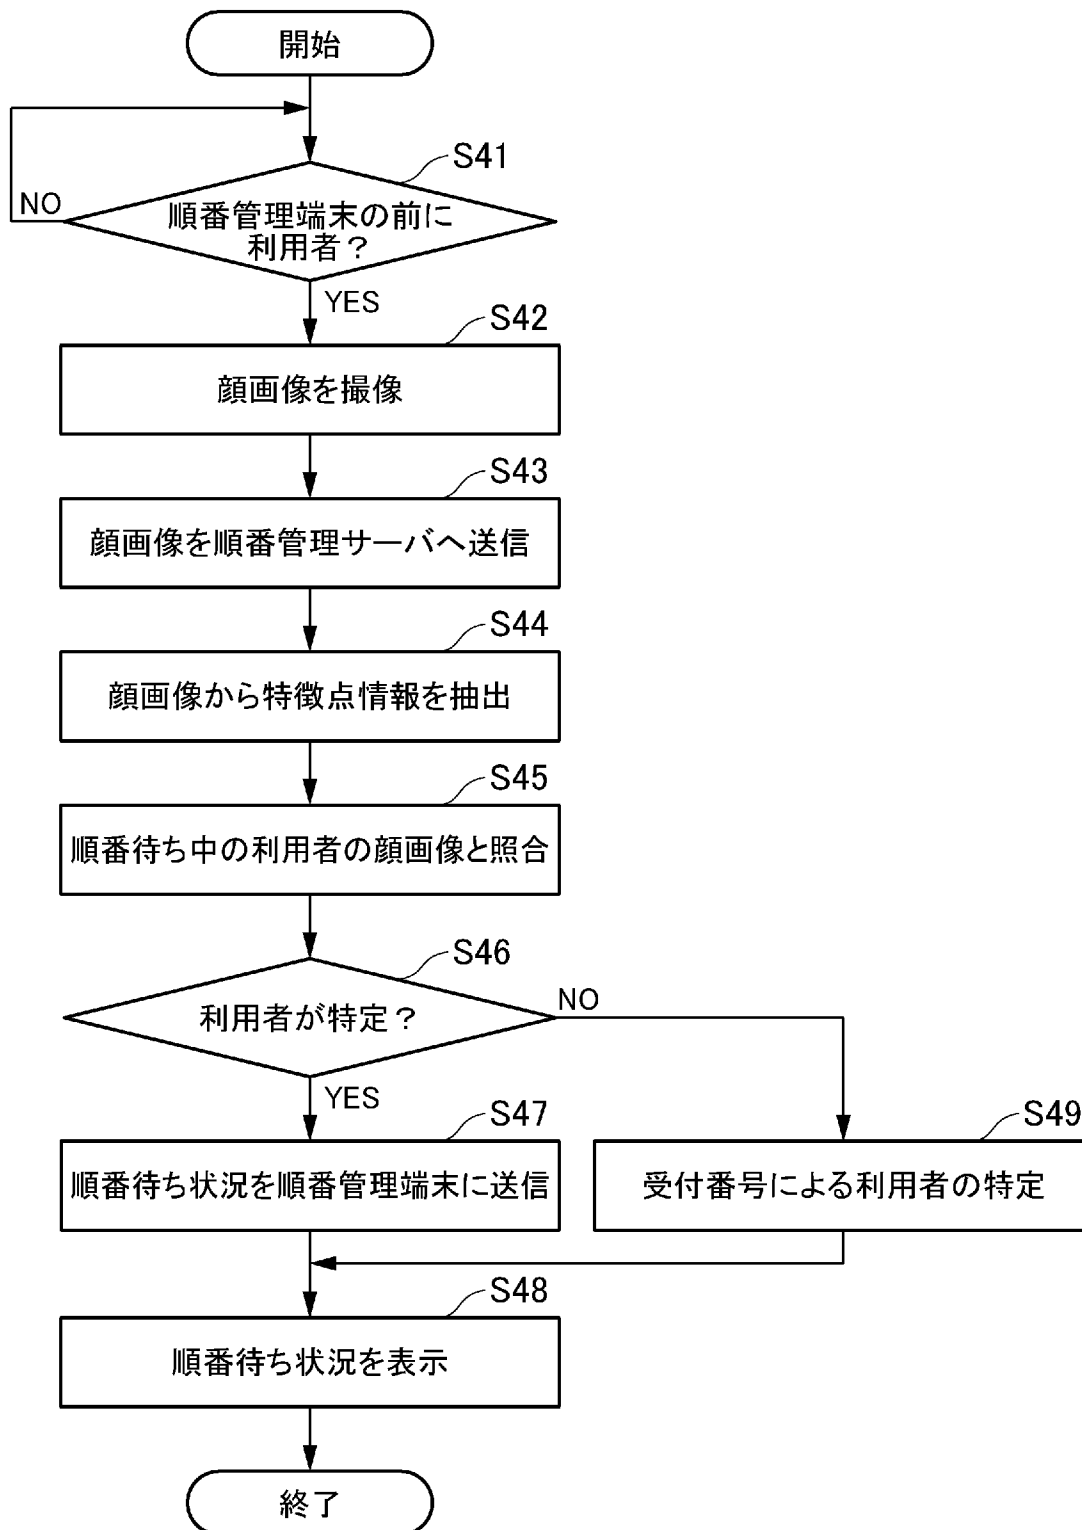 開始
S41
NO
順番管理端末の前に
利用者？
YES
S42
顔画像を撮像
S43
顔画像を順番管理サーバへ送信
S44
顔画像から特徴点情報を抽出
S45
順番待ち中の利用者の顔画像と照合
S46
利用者が特定？
NO
YES
S47
順番待ち状況を順番管理端末に送信
S49
受付番号による利用者の特定
S48
順番待ち状況を表示
終了